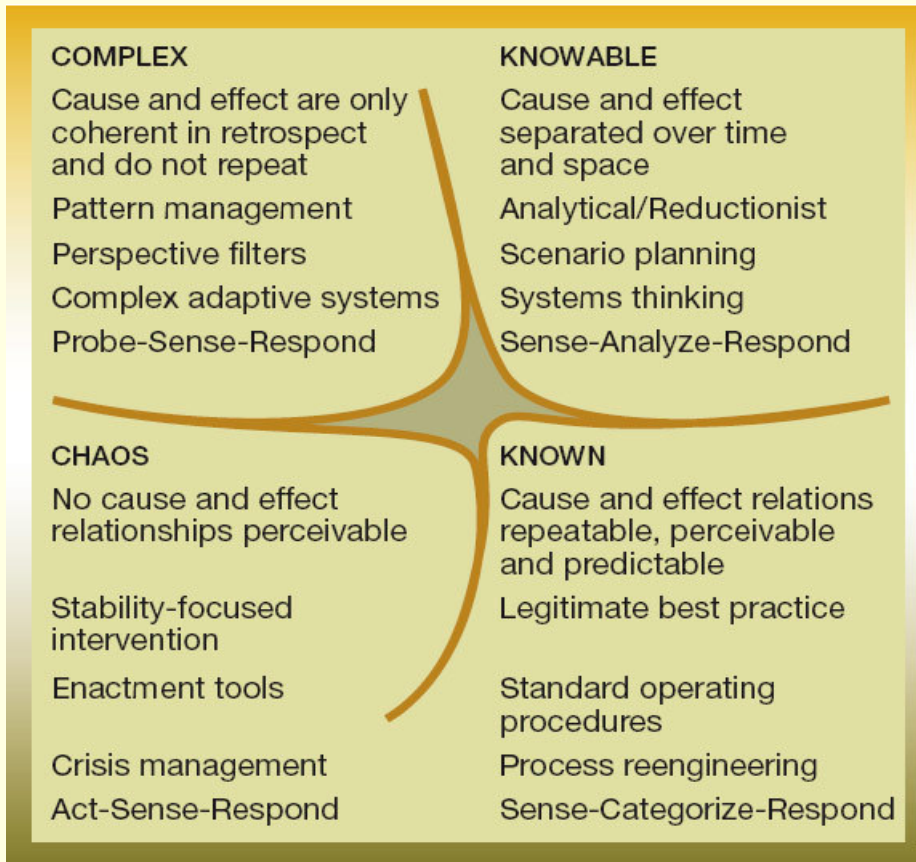 COMPLEX
Cause and effect are only
coherent in retrospect
and do not repeat
Pattern management
Perspective filters
Complex adaptive systems
Probe-Sense-Respond
KNOWABLE
Cause and effect
separated over time
and space
Analytical/Reductionist
Scenario planning
Systems thinking
Sense-Analyze-Respond
CHAOS
No cause and effect
relationships perceivable
Stability-focused
intervention
Enactment tools
Crisis management
Act-Sense-Respond
KNOWN
Cause and effect relations
repeatable, perceivable
and predictable
Legitimate best practice
Standard operating
procedures
Process reengineering
Sense-Categorize-Respond